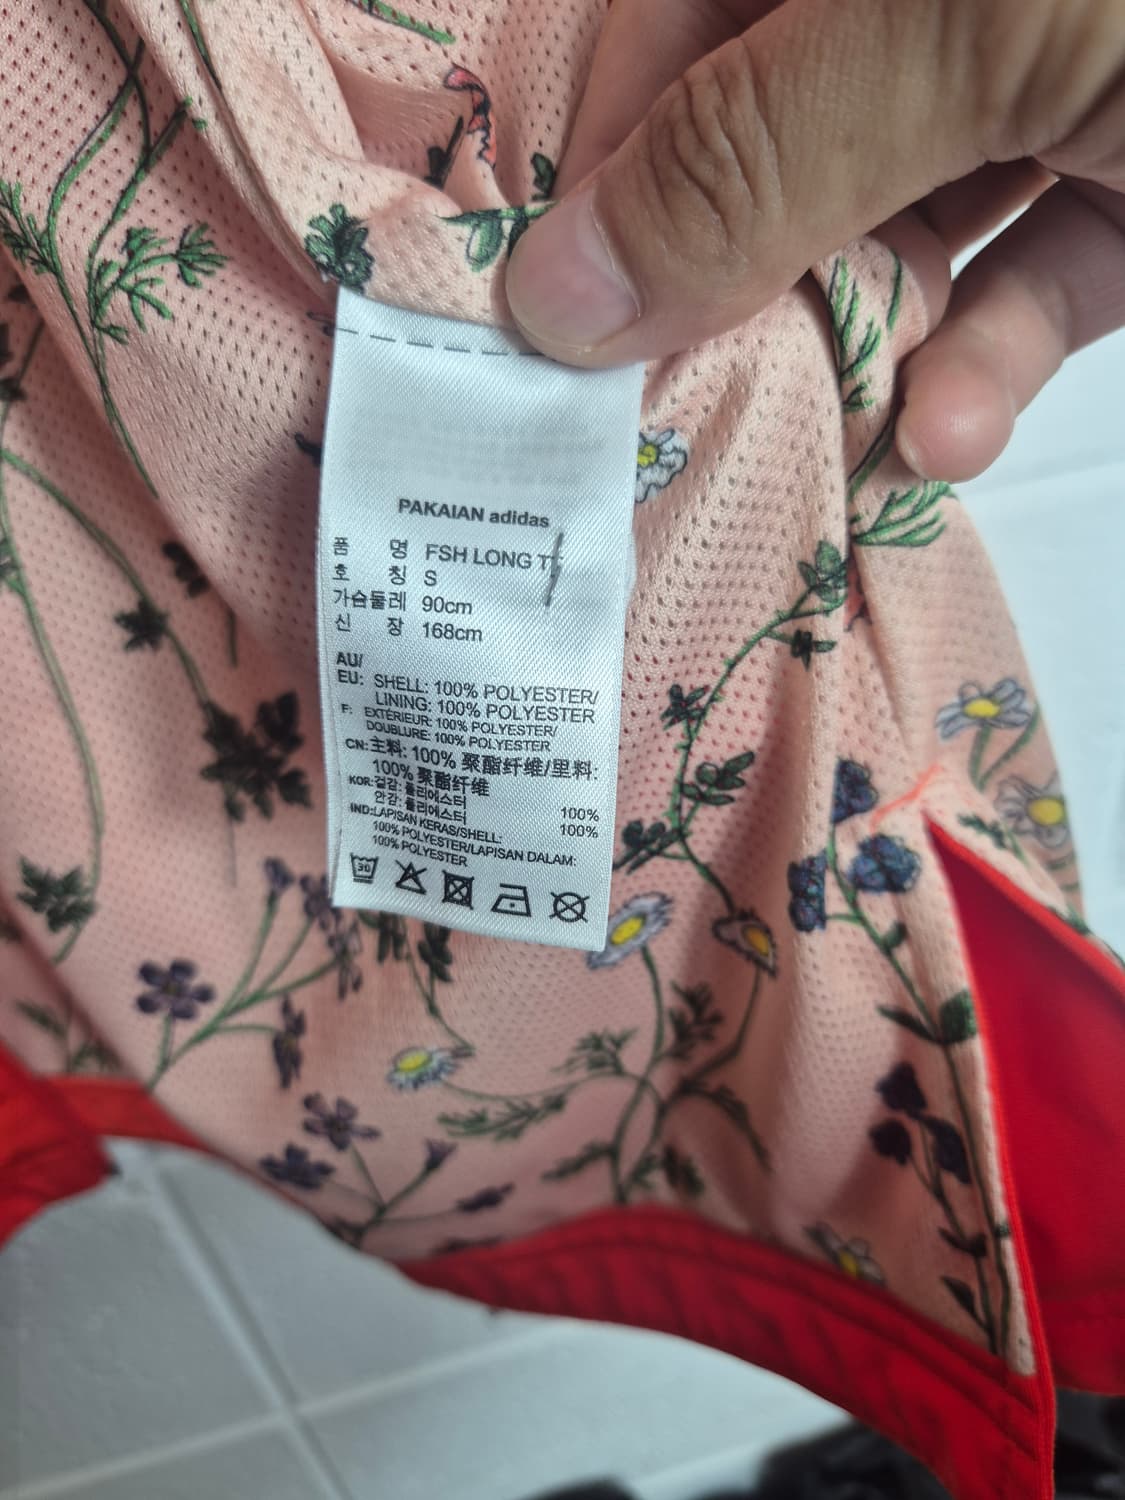 PAKAIAN adidas
품 명 FSH LONG TT
호 칭 S
가슴둘레 90cm
신 장 168cm
AU/
EU: SHELL: 100% POLYESTER/
LINING: 100% POLYESTER
F: EXTÉRIEUR: 100% POLYESTER/
DOUBLURE: 100% POLYESTER
CN: 主料: 100% 聚酯纤维/里料:
100% 聚酯纤维
KOR: 겉감: 폴리에스터 100%
안감: 폴리에스터 100%
IND: LAPISAN KERAS/SHELL:
100% POLYESTER/LAPISAN DALAM:
100% POLYESTER
30